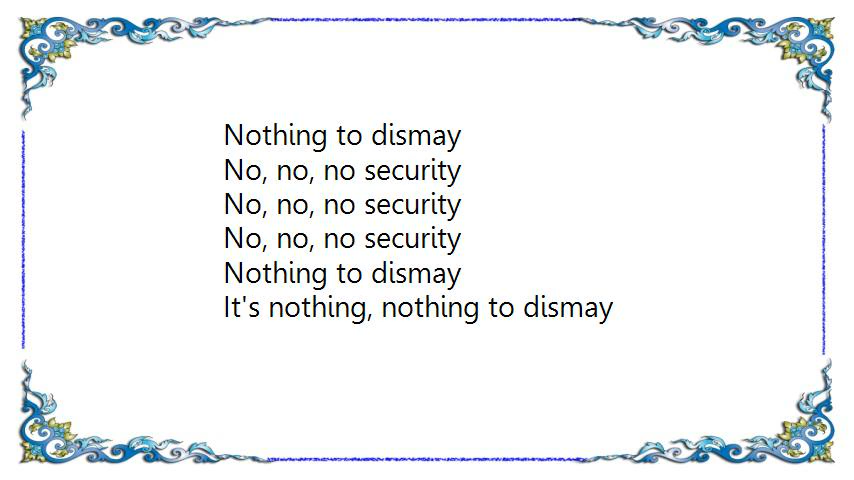 Nothing to dismay
No, no, no security
No, no, no security
No, no, no security
Nothing to dismay
It's nothing, nothing to dismay